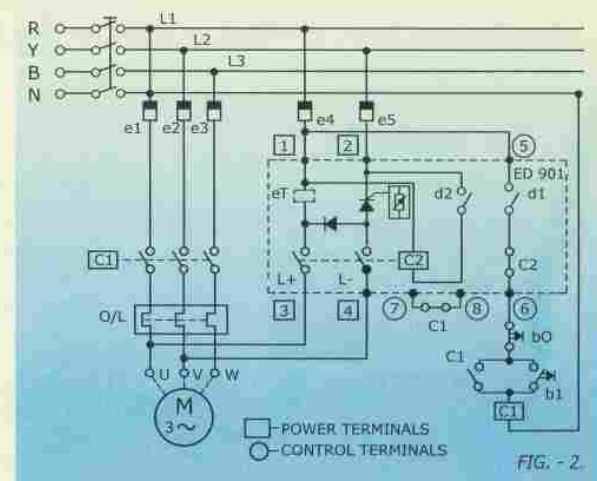 R L1
Y L2
B L3
N
e1 e2 e3 e4 e5
1 2 5
ED 901
eT d2 d1
C1 C2 C2
L+ L-
O/L 3 4 7 8 6
C1 bO
U V W C1 b1
M
3~ C1
POWER TERMINALS
CONTROL TERMINALS
FIG. - 2.